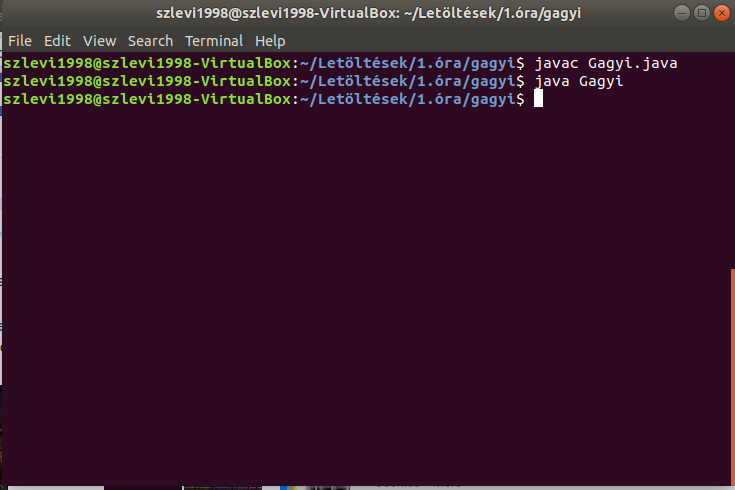 szlevi1998@szlevi1998-VirtualBox: ~/Letöltések/1.óra/gagyi
File Edit View Search Terminal Help
szlevi1998@szlevi1998-VirtualBox:~/Letöltések/1.óra/gagyi$ javac Gagyi.java
szlevi1998@szlevi1998-VirtualBox:~/Letöltések/1.óra/gagyi$ java Gagyi
szlevi1998@szlevi1998-VirtualBox:~/Letöltések/1.óra/gagyi$